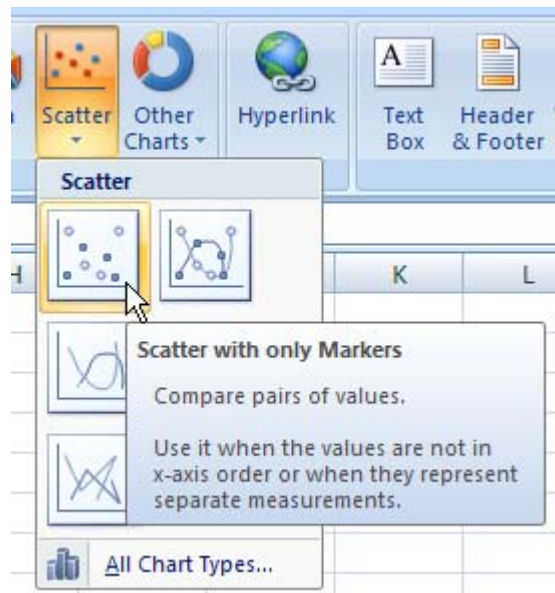 Scatter
Other
Charts
Hyperlink
Text
Box
Header
& Footer
Scatter
K
L
Scatter with only Markers
Compare pairs of values.
Use it when the values are not in
x-axis order or when they represent
separate measurements.
All Chart Types...